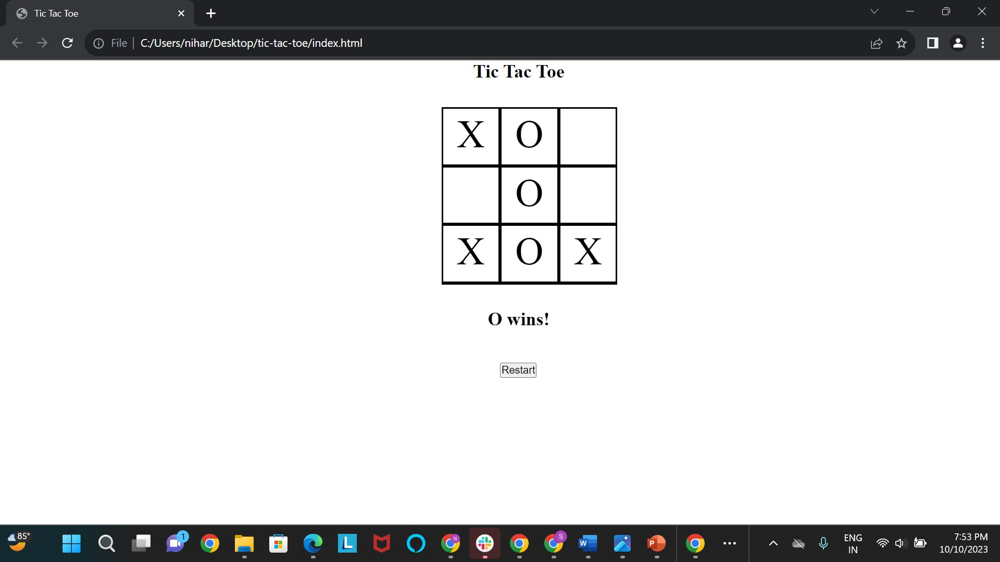 Tic Tac Toe
File C:/Users/nihar/Desktop/tic-tac-toe/index.html
Tic Tac Toe
X O
O
X O X
O wins!
Restart
85°
1
L
N
S
W
P
ENG
IN
7:53 PM
10/10/2023